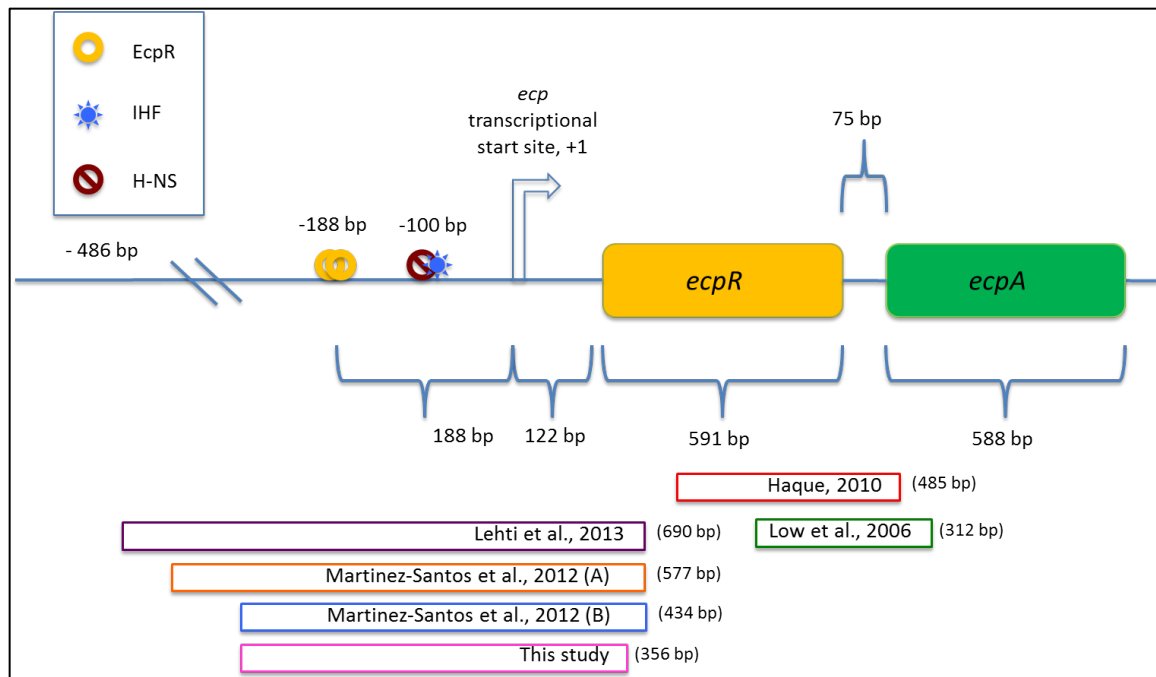 EcpR
IHF
H-NS
ecp
transcriptional
start site, +1
75 bp
- 486 bp
-188 bp
-100 bp
ecpR
ecpA
188 bp
122 bp
591 bp
588 bp
Haque, 2010
(485 bp)
Lehti et al., 2013
(690 bp)
Low et al., 2006
(312 bp)
Martinez-Santos et al., 2012 (A)
(577 bp)
Martinez-Santos et al., 2012 (B)
(434 bp)
This study
(356 bp)